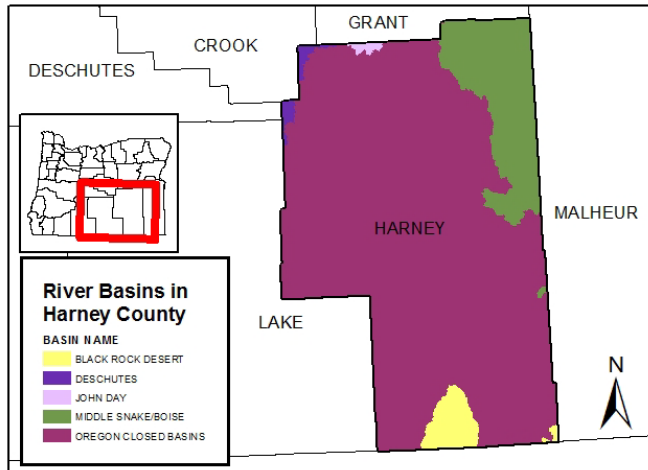 GRANT
CROOK
DESCHUTES
HARNEY
MALHEUR
LAKE
River Basins in
Harney County
BASIN NAME
BLACK ROCK DESERT
DESCHUTES
JOHN DAY
MIDDLE SNAKE/BOISE
OREGON CLOSED BASINS
N